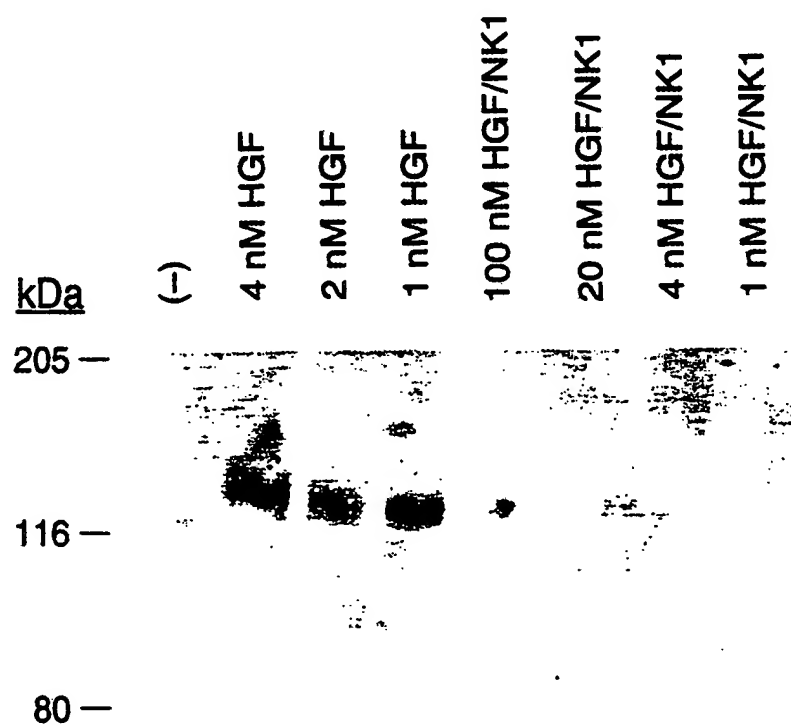 kDa
(–)
4 nM HGF
2 nM HGF
1 nM HGF
100 nM HGF/NK1
20 nM HGF/NK1
4 nM HGF/NK1
1 nM HGF/NK1
205 —
116 —
80 —